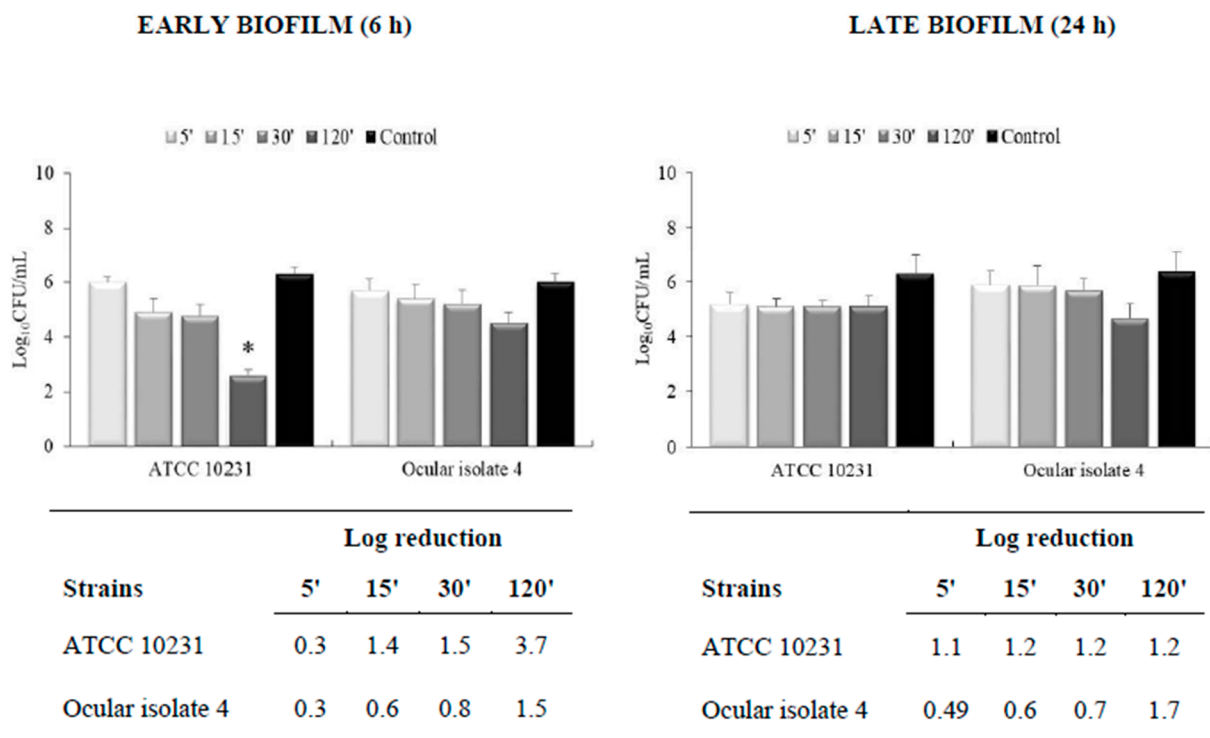 EARLY BIOFILM (6 h)
5' 15' 30' 120' Control
10
8
6
4
2
0
Log₁₀CFU/mL
*
ATCC 10231 Ocular isolate 4
Log reduction
Strains 5' 15' 30' 120'
ATCC 10231 0.3 1.4 1.5 3.7
Ocular isolate 4 0.3 0.6 0.8 1.5
LATE BIOFILM (24 h)
5' 15' 30' 120' Control
10
8
6
4
2
0
Log₁₀CFU/mL
ATCC 10231 Ocular isolate 4
Log reduction
Strains 5' 15' 30' 120'
ATCC 10231 1.1 1.2 1.2 1.2
Ocular isolate 4 0.49 0.6 0.7 1.7